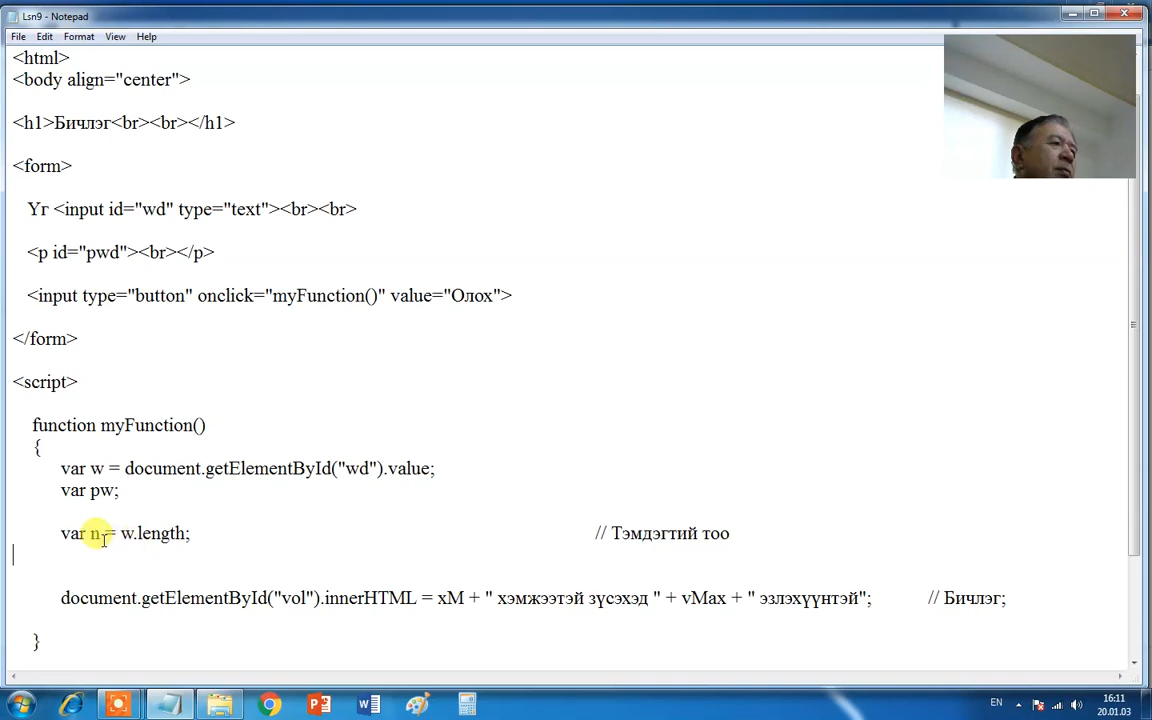 Lsn9 - Notepad
File Edit Format View Help
<html>
<body align="center">
<h1>Бичлэг<br><br></h1>
<form>
Үг <input id="wd" type="text"><br><br>
<p id="pwd"><br></p>
<input type="button" onclick="myFunction()" value="Олох">
</form>
<script>
function myFunction()
{
var w = document.getElementById("wd").value;
var pw;
var n = w.length; // Тэмдэгтий тоо
document.getElementById("vol").innerHTML = xM + " хэмжээтэй зүсэхэд " + vMax + " эзлэхүүнтэй"; // Бичлэг;
}
EN 16:11
20.01.03